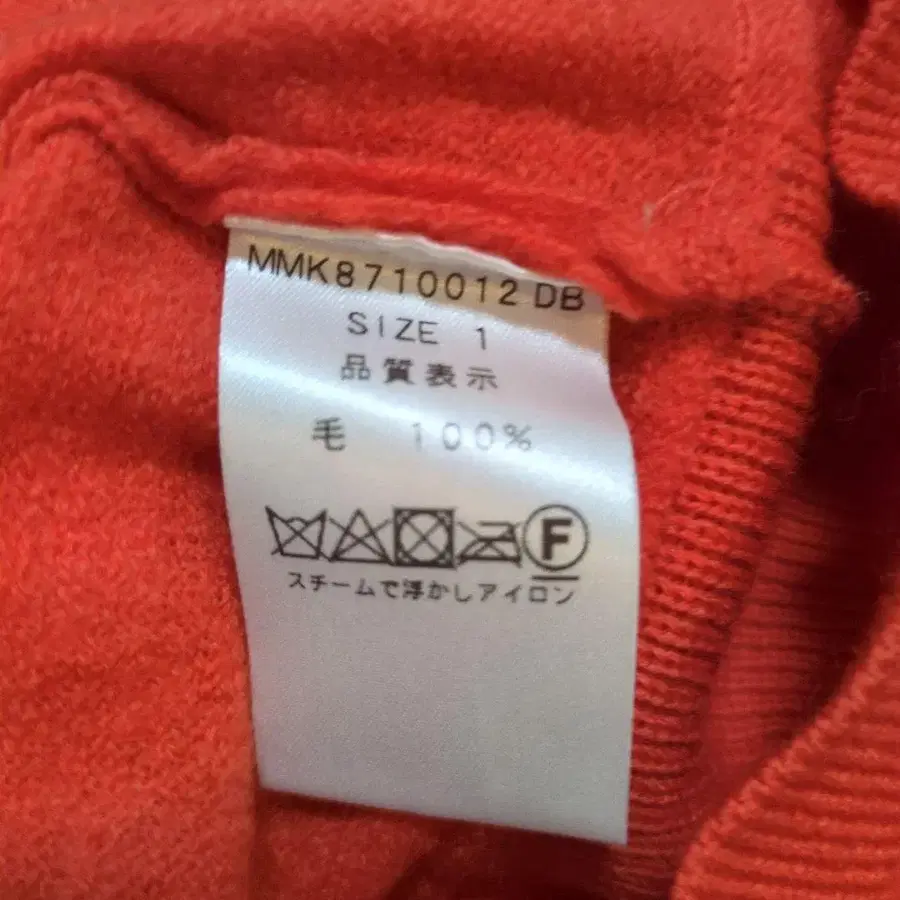 MMK8710012 DB
SIZE 1
品質表示
毛 100%
F
スチームで浮かしアイロン